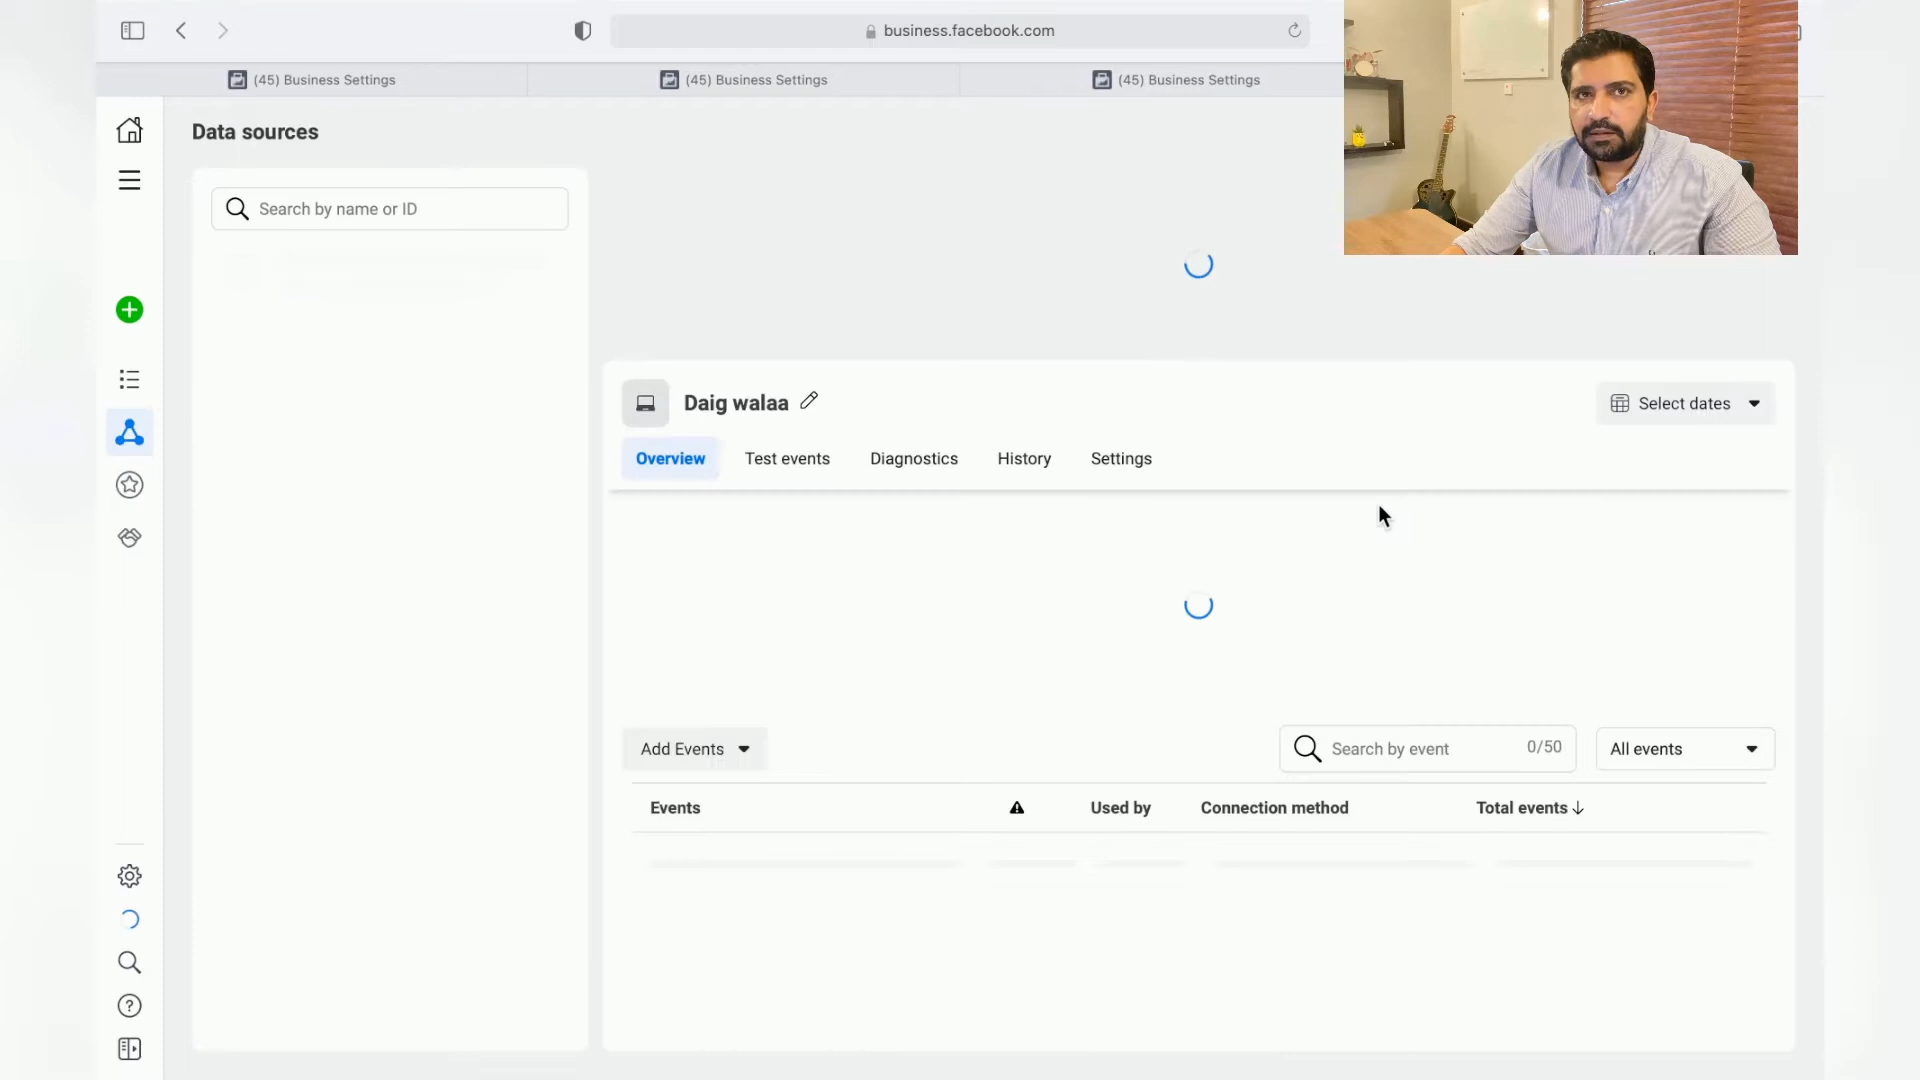 business.facebook.com
(45) Business Settings
(45) Business Settings
(45) Business Settings
Data sources
Search by name or ID
Daig walaa
Select dates
Overview
Test events
Diagnostics
History
Settings
Add Events
Search by event
0/50
All events
Events
Used by
Connection method
Total events